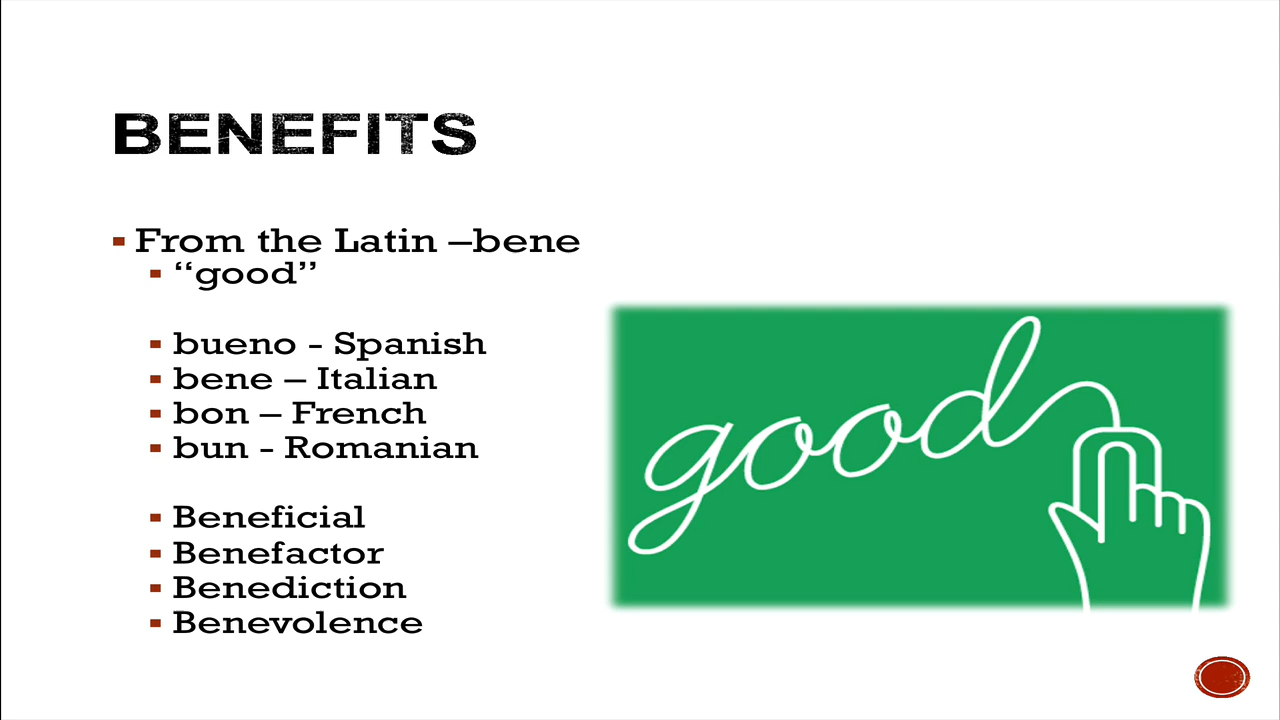 BENEFITS
From the Latin –bene
“good”
bueno - Spanish
bene – Italian
bon – French
bun - Romanian
Beneficial
Benefactor
Benediction
Benevolence
good